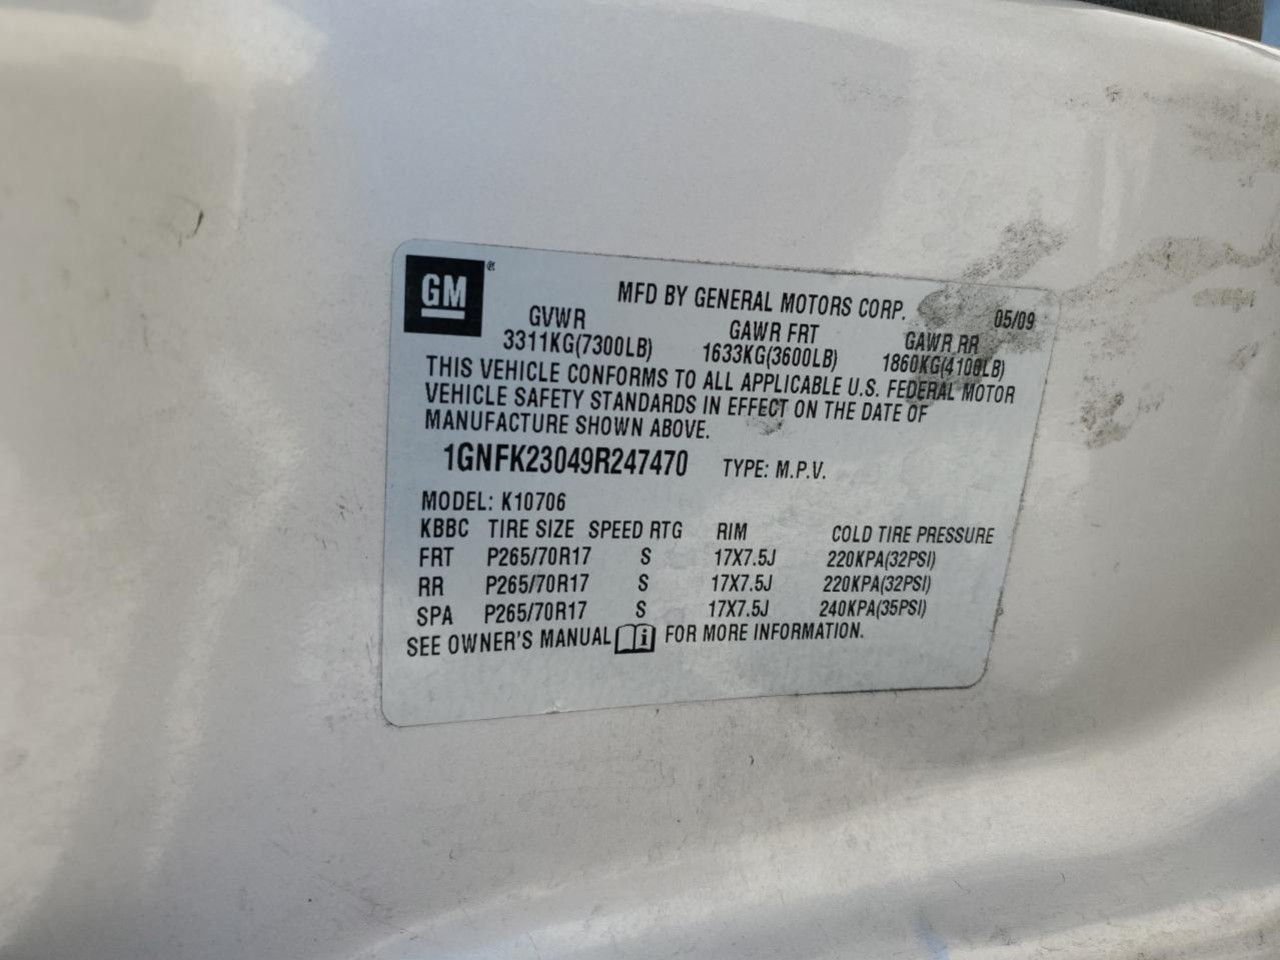 GM ®
MFD BY GENERAL MOTORS CORP. 05/09
GVWR GAWR FRT GAWR RR
3311KG(7300LB) 1633KG(3600LB) 1860KG(4100LB)
THIS VEHICLE CONFORMS TO ALL APPLICABLE U.S. FEDERAL MOTOR
VEHICLE SAFETY STANDARDS IN EFFECT ON THE DATE OF
MANUFACTURE SHOWN ABOVE.
1GNFK23049R247470 TYPE: M.P.V.
MODEL: K10706
KBBC TIRE SIZE SPEED RTG RIM COLD TIRE PRESSURE
FRT P265/70R17 S 17X7.5J 220KPA(32PSI)
RR P265/70R17 S 17X7.5J 220KPA(32PSI)
SPA P265/70R17 S 17X7.5J 240KPA(35PSI)
SEE OWNER'S MANUAL i FOR MORE INFORMATION.